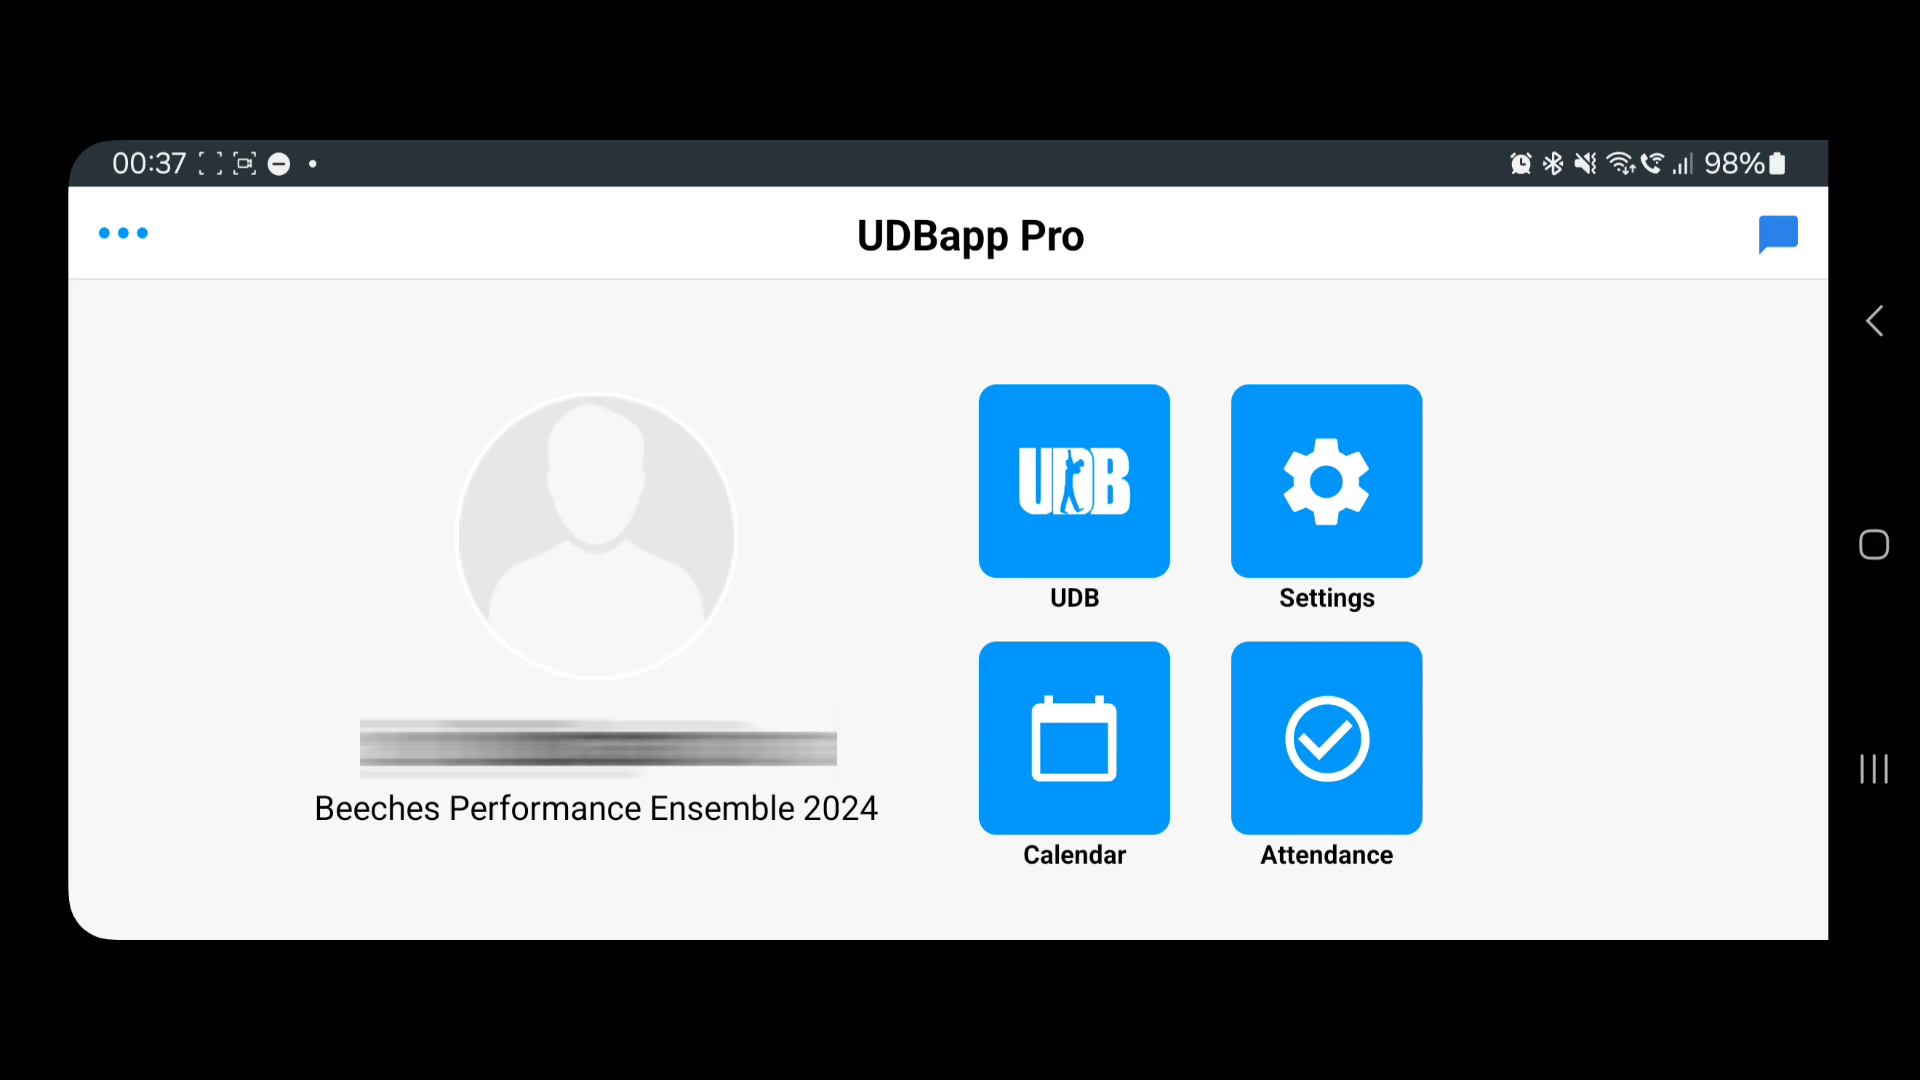 00:37
98%
UDBapp Pro
UDB
UDB
Settings
Beeches Performance Ensemble 2024
Calendar
Attendance